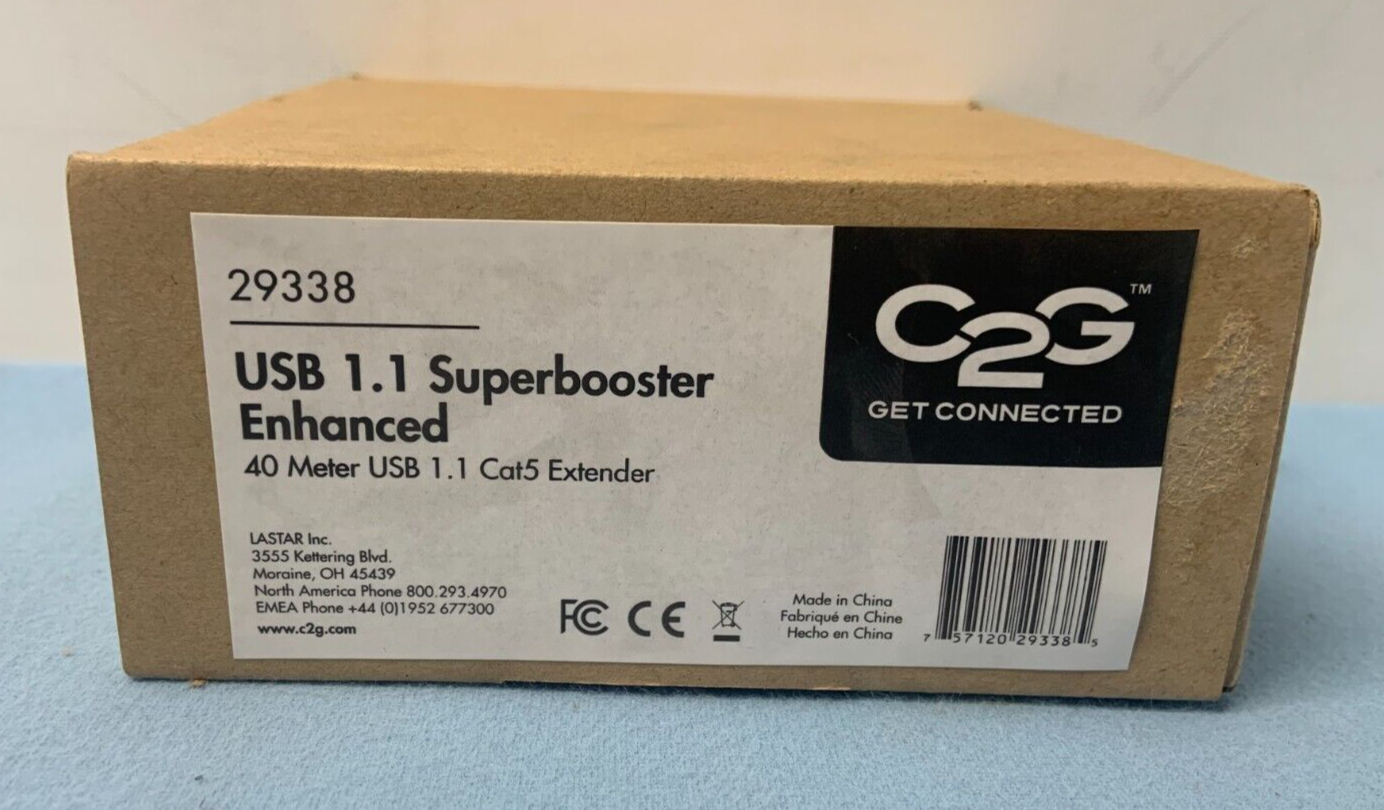 29338
USB 1.1 Superbooster
Enhanced
40 Meter USB 1.1 Cat5 Extender
C2G™
GET CONNECTED
LASTAR Inc.
3555 Kettering Blvd.
Moraine, OH 45439
North America Phone 800.293.4970
EMEA Phone +44 (0)1952 677300
www.c2g.com
FC CE
Made in China
Fabriqué en Chine
Hecho en China
7 57120 29338 5